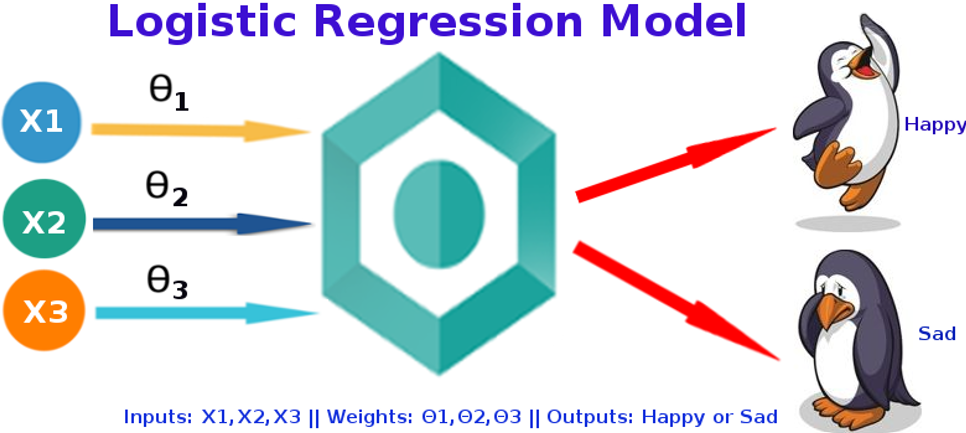 Logistic Regression Model
X1
θ1
Happy
X2
θ2
X3
θ3
Sad
Inputs: X1,X2,X3 || Weights: Θ1,Θ2,Θ3 || Outputs: Happy or Sad